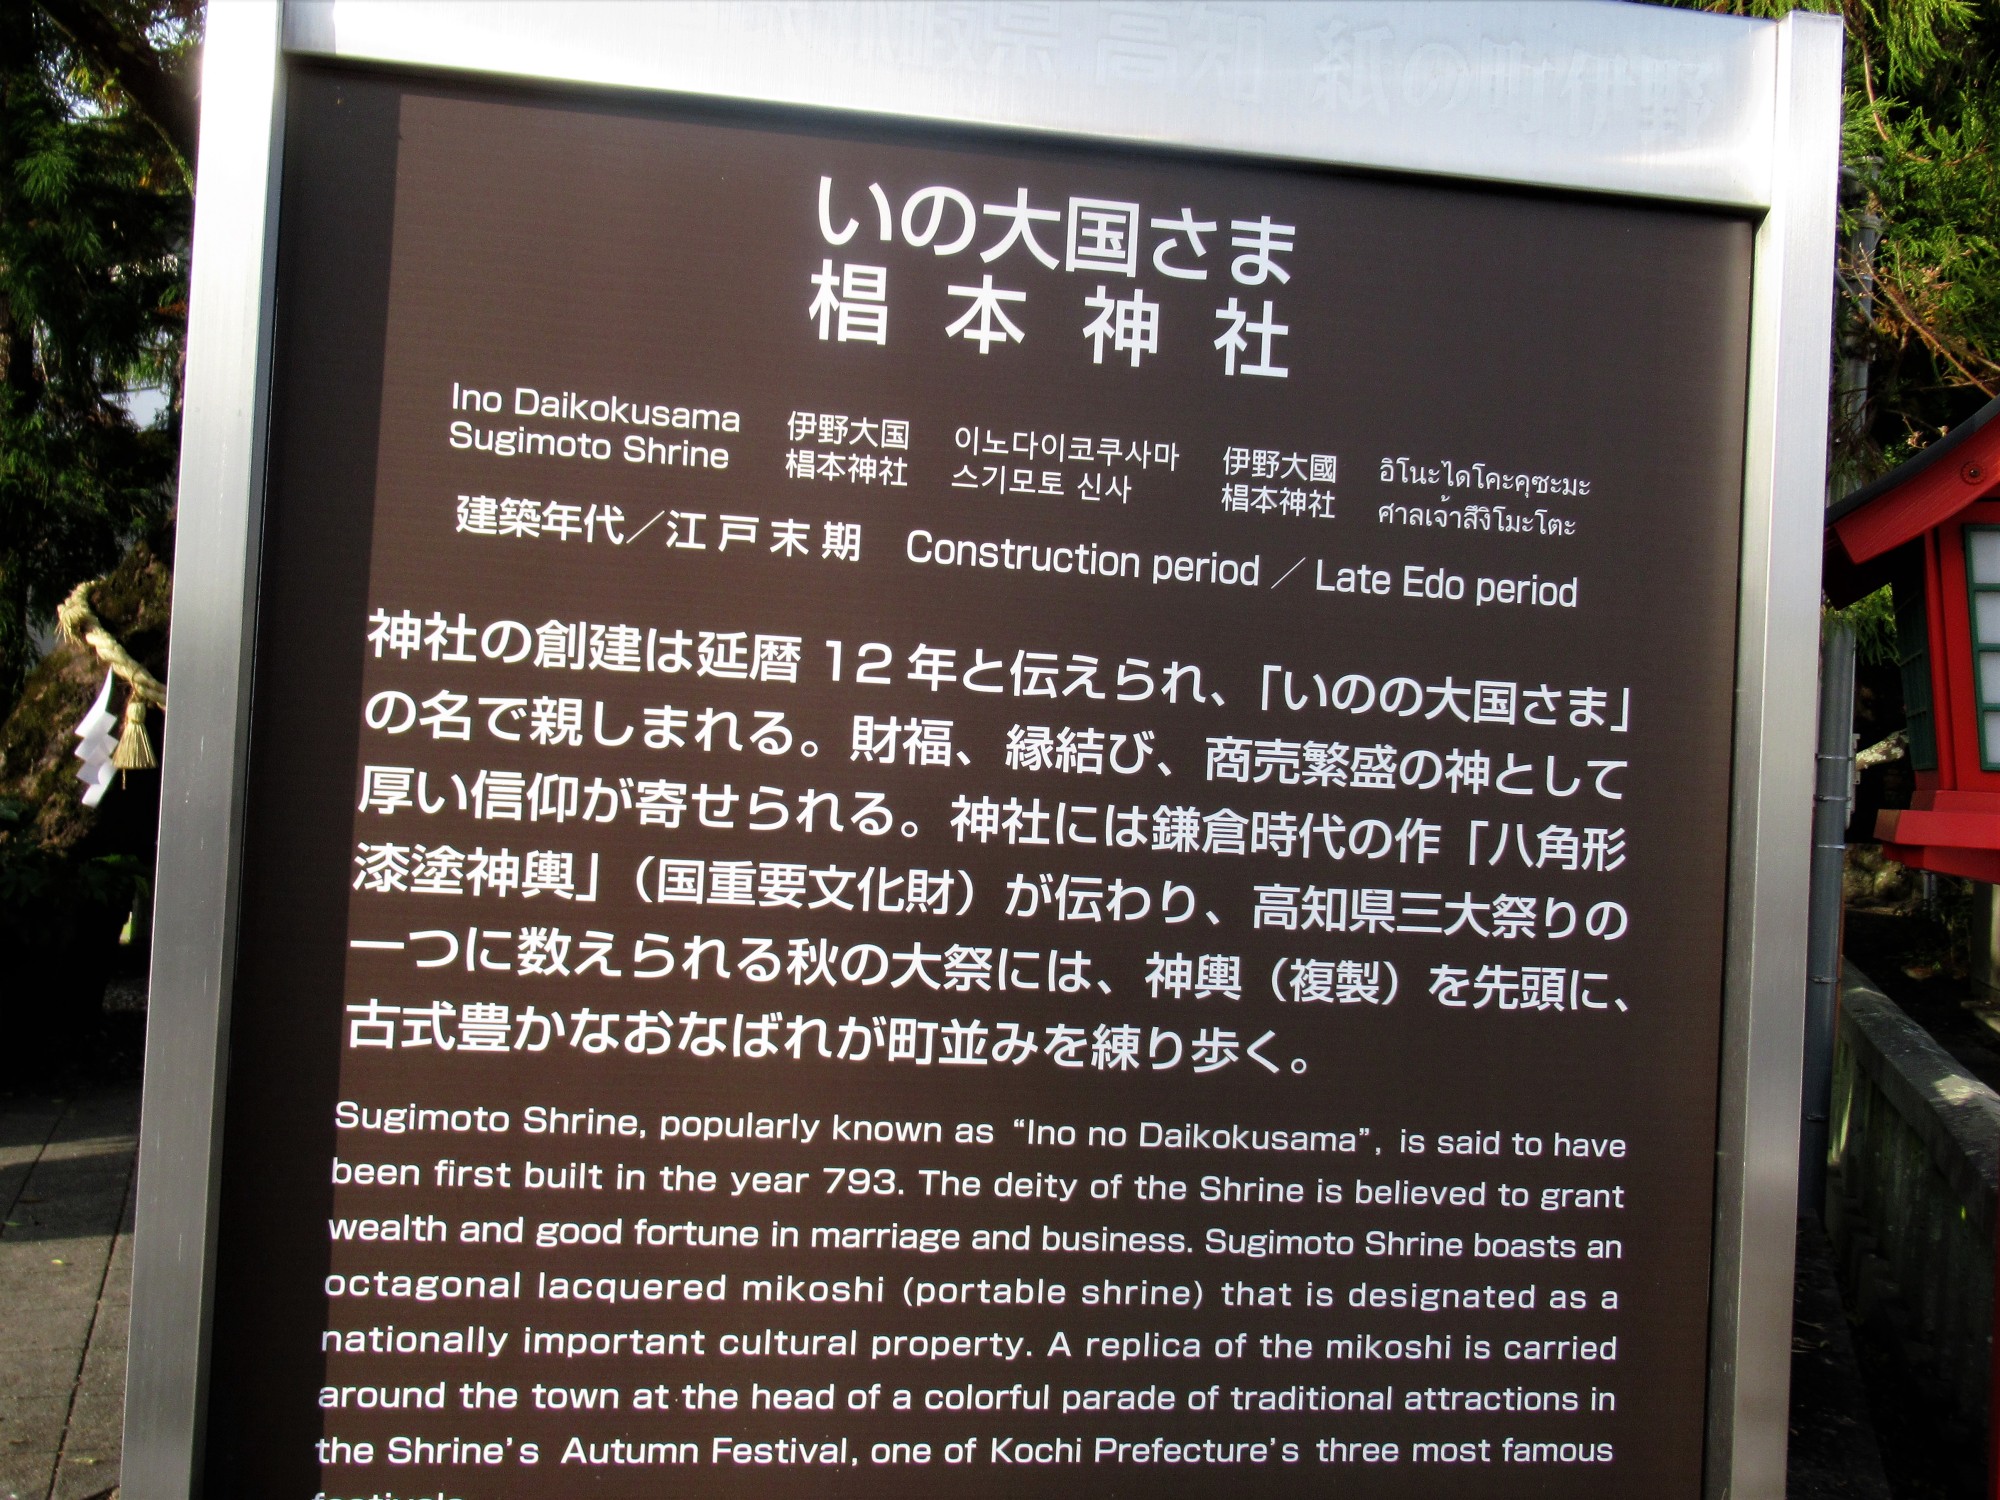 高知 紙の町伊野
いの大国さま
椙本神社
Ino Daikokusama
Sugimoto Shrine
伊野大国
椙本神社
이노다이코쿠사마
스기모토 신사
伊野大國
椙本神社
อิโนะไดโคะคุซะมะ
ศาลเจ้าสึงิโมะโตะ
建築年代／江戸末期 Construction period ／ Late Edo period
神社の創建は延暦 12 年と伝えられ、「いのの大国さま」
の名で親しまれる。財福、縁結び、商売繁盛の神として
厚い信仰が寄せられる。神社には鎌倉時代の作「八角形
漆塗神輿」（国重要文化財）が伝わり、高知県三大祭りの
一つに数えられる秋の大祭には、神輿（複製）を先頭に、
古式豊かなおなばれが町並みを練り歩く。
Sugimoto Shrine, popularly known as “Ino no Daikokusama”, is said to have
been first built in the year 793. The deity of the Shrine is believed to grant
wealth and good fortune in marriage and business. Sugimoto Shrine boasts an
octagonal lacquered mikoshi (portable shrine) that is designated as a
nationally important cultural property. A replica of the mikoshi is carried
around the town at the head of a colorful parade of traditional attractions in
the Shrine’s Autumn Festival, one of Kochi Prefecture’s three most famous